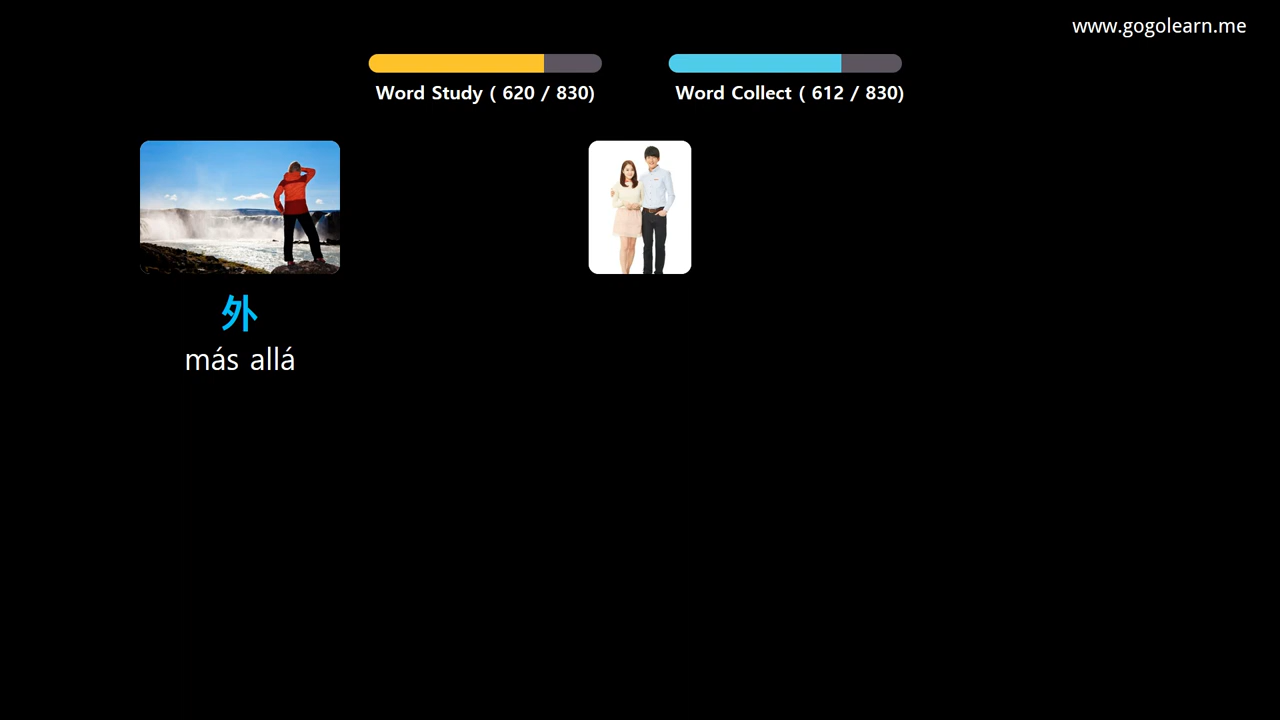 www.gogolearn.me
Word Study ( 620 / 830)
Word Collect ( 612 / 830)
外
más allá